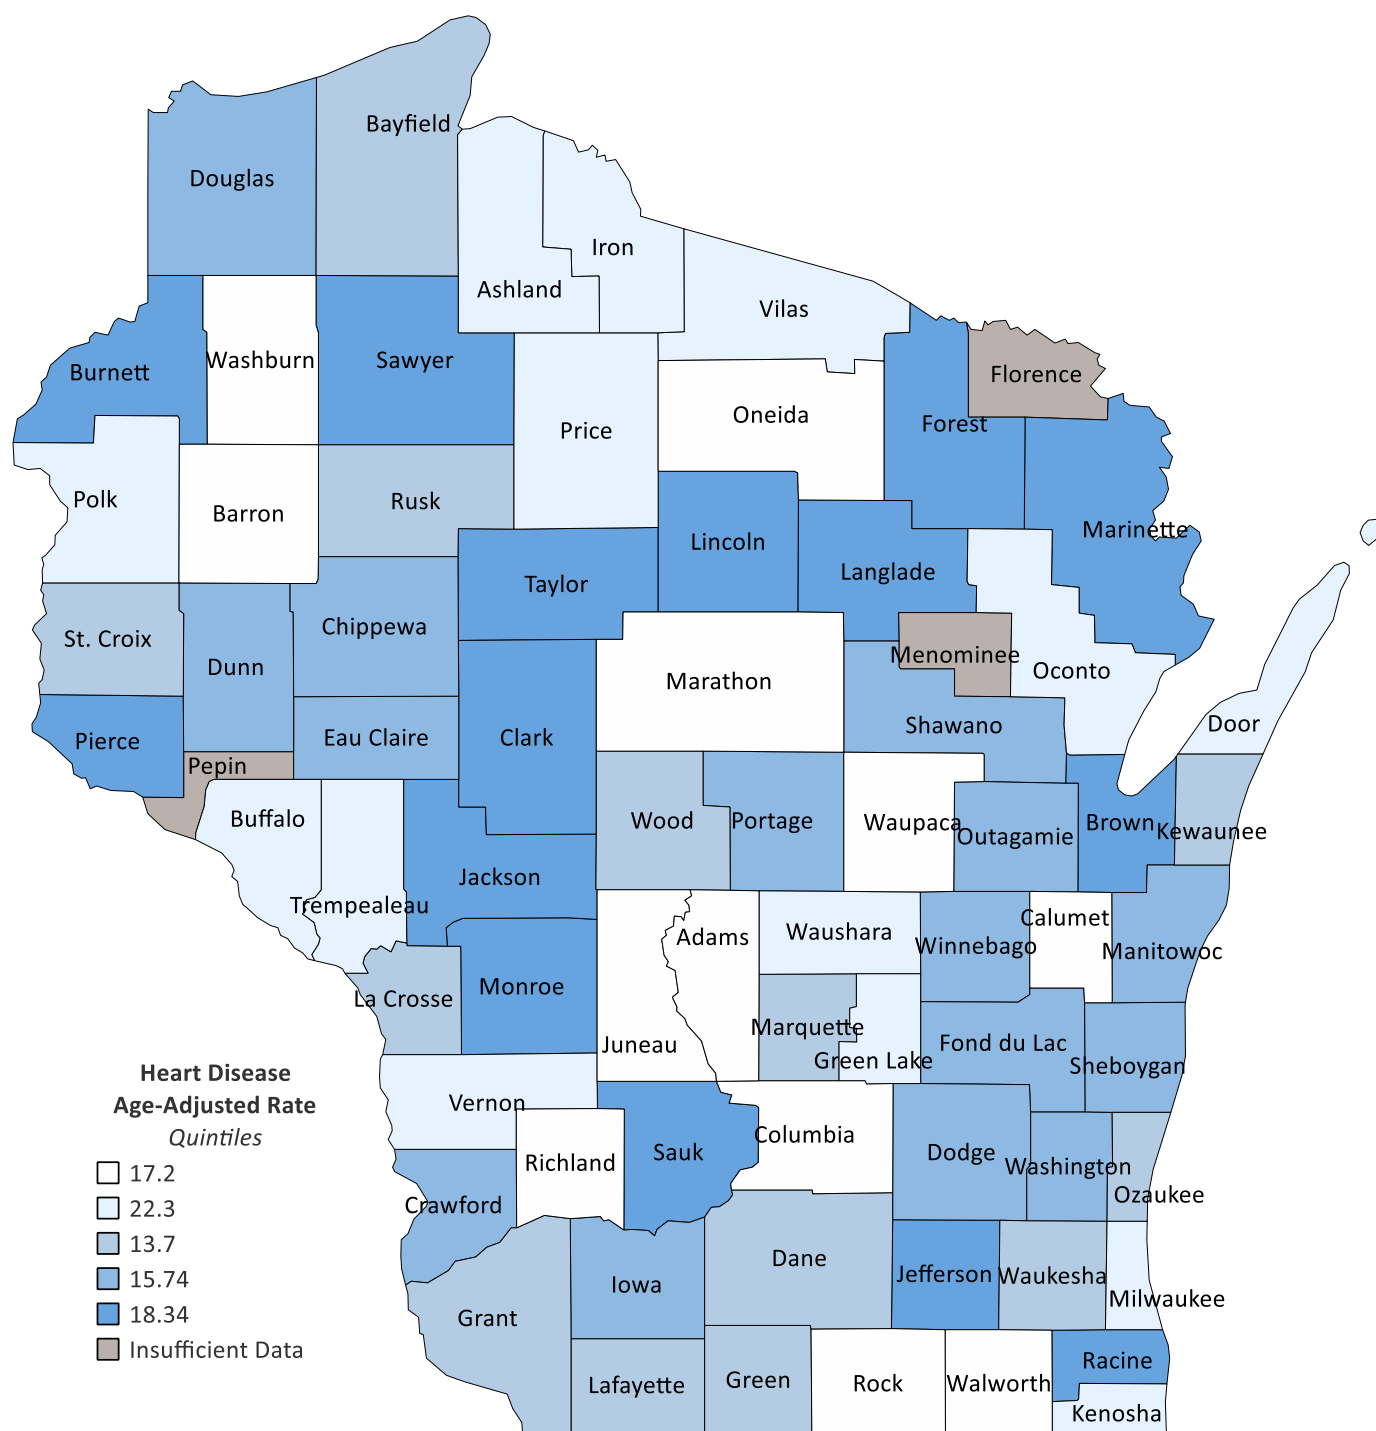 Bayfield
Douglas
Iron
Ashland
Vilas
Washburn
Sawyer
Burnett
Florence
Oneida
Forest
Price
Polk
Rusk
Barron
Marinette
Lincoln
Langlade
Taylor
Chippewa
St. Croix
Menominee
Dunn
Oconto
Marathon
Door
Shawano
Eau Claire
Clark
Pierce
Pepin
Buffalo
Wood
Portage
Waupaca
Brown
Kewaunee
Outagamie
Jackson
Trempealeau
Calumet
Waushara
Adams
Winnebago
Manitowoc
Monroe
La Crosse
Marquette
Juneau
Fond du Lac
Green Lake
Sheboygan
Vernon
Columbia
Sauk
Dodge
Richland
Washington
Ozaukee
Crawford
Dane
Jefferson
Waukesha
Iowa
Milwaukee
Grant
Racine
Green
Rock
Walworth
Lafayette
Kenosha
Heart Disease
Age-Adjusted Rate
Quintiles
17.2
22.3
13.7
15.74
18.34
Insufficient Data